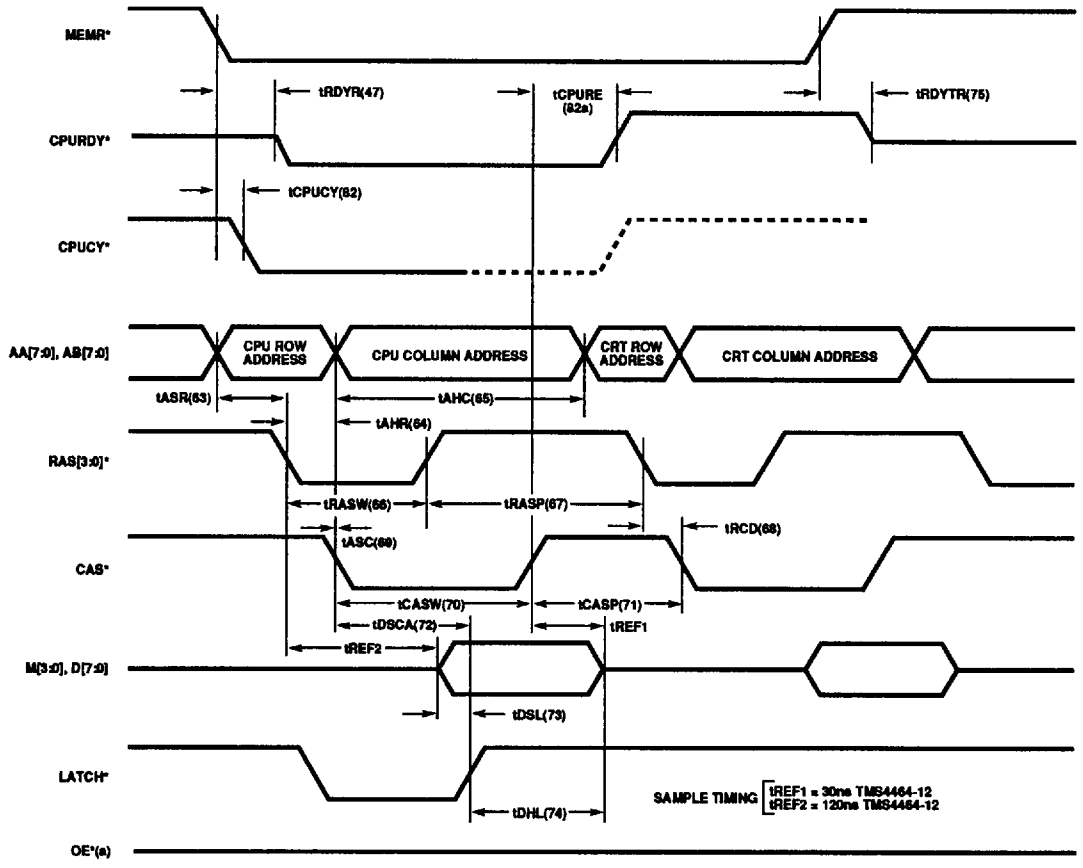 MEMR*
tRDYR(47)
tCPURE
(82a)
tRDYTR(75)
CPURDY*
tCPUCY(82)
CPUCY*
AA[7:0], AB[7:0]
CPU ROW
ADDRESS
CPU COLUMN ADDRESS
CRT ROW
ADDRESS
CRT COLUMN ADDRESS
tASR(63)
tAHC(65)
tAHR(64)
RAS[3:0]*
tRASW(66)
tRASP(67)
tASC(69)
tRCD(68)
CAS*
tCASW(70)
tCASP(71)
tDSCA(72)
tREF1
tREF2
M[3:0], D[7:0]
tDSL(73)
LATCH*
SAMPLE TIMING
tREF1 = 30ns TMS4464-12
tREF2 = 120ns TMS4464-12
tDHL(74)
OE*(a)